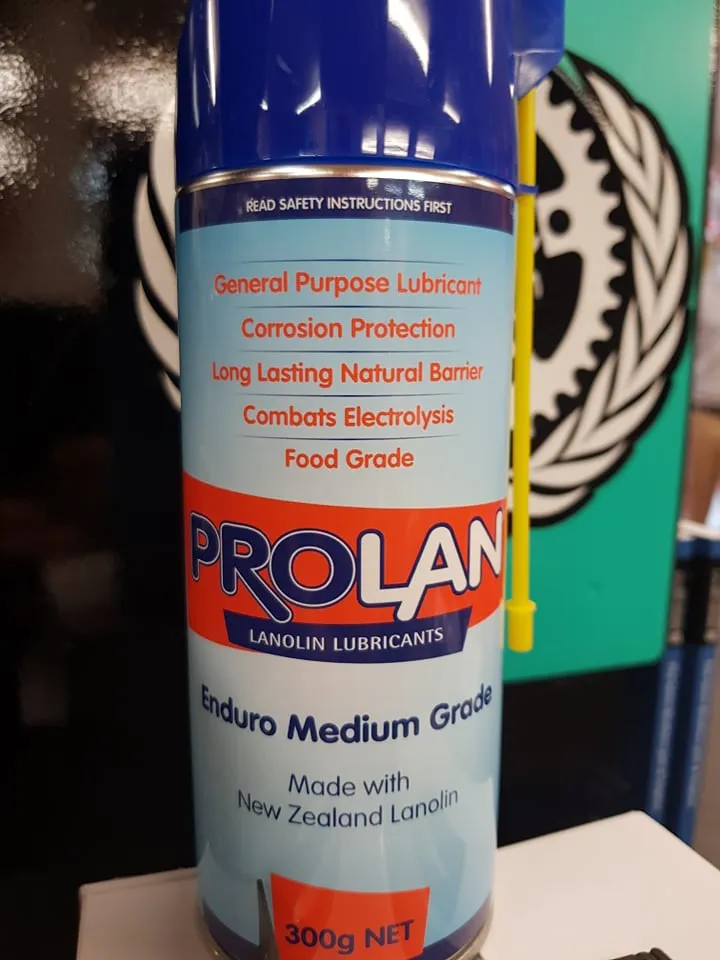 READ SAFETY INSTRUCTIONS FIRST
General Purpose Lubricant
Corrosion Protection
Long Lasting Natural Barrier
Combats Electrolysis
Food Grade
PROLAN
LANOLIN LUBRICANTS
Enduro Medium Grade
Made with
New Zealand Lanolin
300g NET